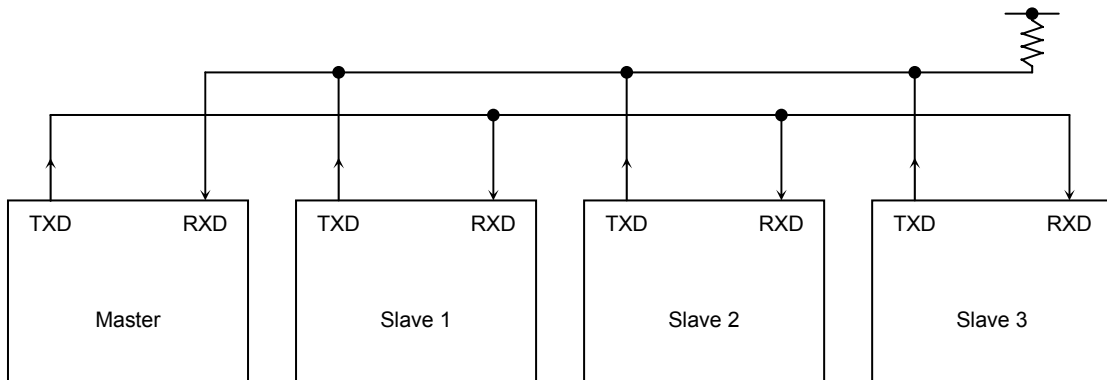 TXD RXD TXD RXD TXD RXD TXD RXD
Master Slave 1 Slave 2 Slave 3